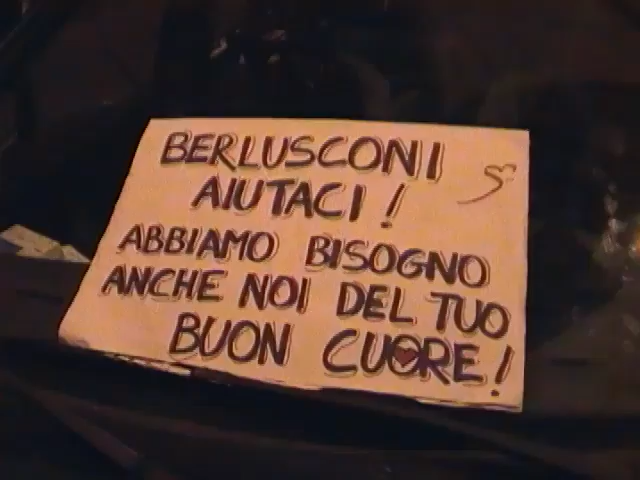 BERLUSCONI
AIUTACI!
ABBIAMO BISOGNO
ANCHE NOI DEL TUO
BUON CUORE!